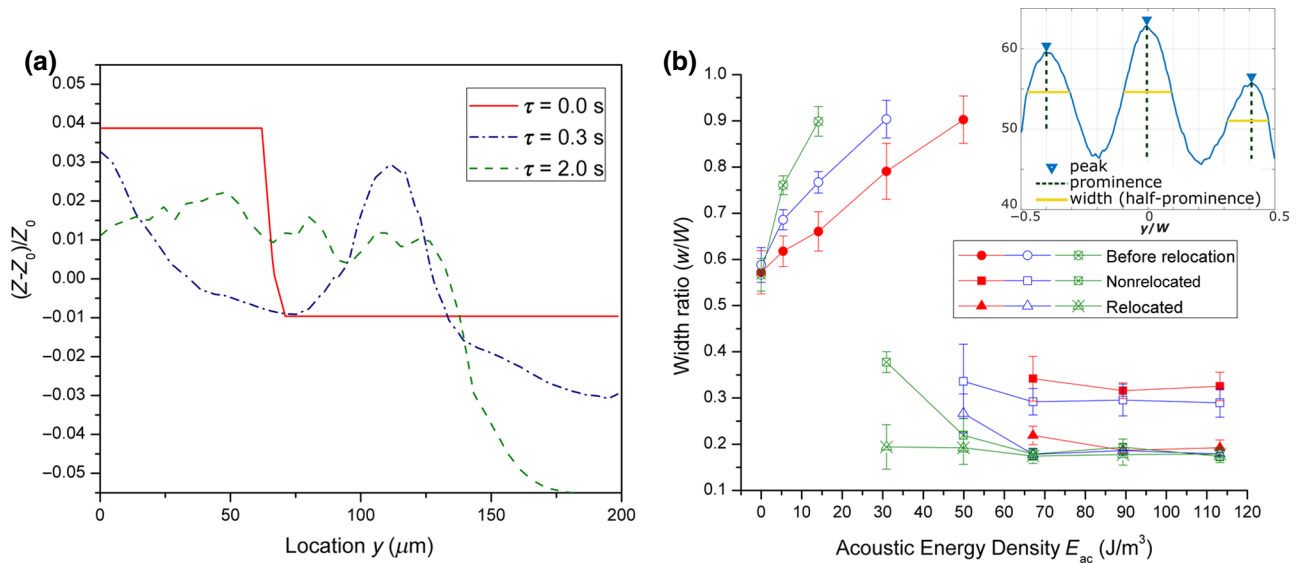 (a)
0.05
0.04
0.03
0.02
0.01
0.00
−0.01
−0.02
−0.03
−0.04
−0.05
(Z-Z0)/Z0
τ = 0.0 s
τ = 0.3 s
τ = 2.0 s
0
50
100
150
200
Location y (μm)
(b)
1.0
0.9
0.8
0.7
0.6
0.5
0.4
0.3
0.2
0.1
Width ratio (w/W)
60
50
40
peak
prominence
width (half-prominence)
−0.5
0
0.5
y/W
Before relocation
Nonrelocated
Relocated
0 10 20 30 40 50 60 70 80 90 100 110 120
Acoustic Energy Density Eac (J/m³)